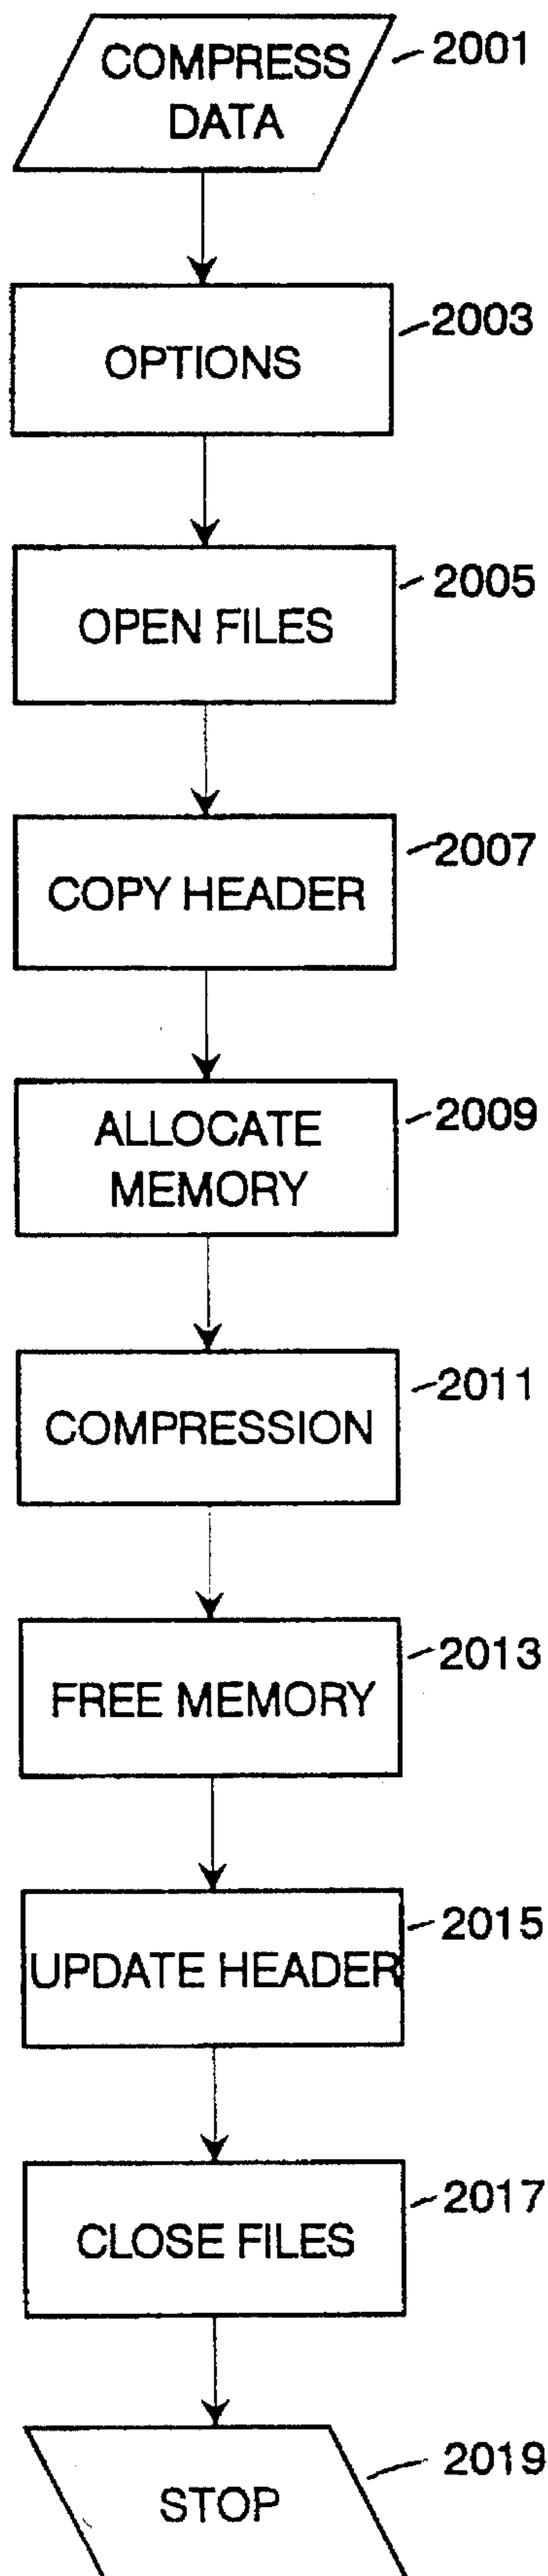 COMPRESS 2001
DATA
OPTIONS 2003
OPEN FILES 2005
COPY HEADER 2007
ALLOCATE 2009
MEMORY
COMPRESSION 2011
FREE MEMORY 2013
UPDATE HEADER 2015
CLOSE FILES 2017
STOP 2019